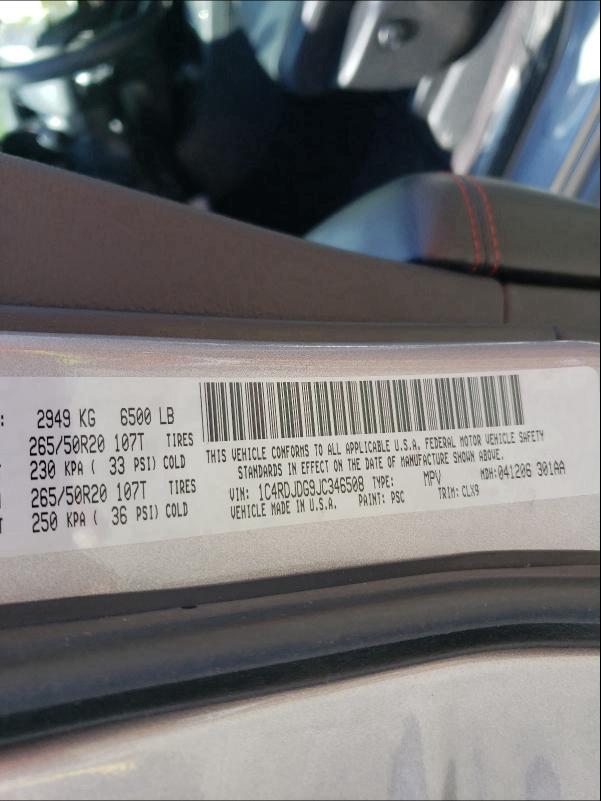 : 2949 KG 6500 LB
265/50R20 107T TIRES
230 KPA ( 33 PSI) COLD
265/50R20 107T TIRES
250 KPA ( 36 PSI) COLD
THIS VEHICLE CONFORMS TO ALL APPLICABLE U.S.A. FEDERAL MOTOR VEHICLE SAFETY
STANDARDS IN EFFECT ON THE DATE OF MANUFACTURE SHOWN ABOVE.
VIN: 1C4RDJDG9JC346508 TYPE: MPV MDH: 041206 301AA
VEHICLE MADE IN U.S.A. PAINT: PSC TRIM: CLX9